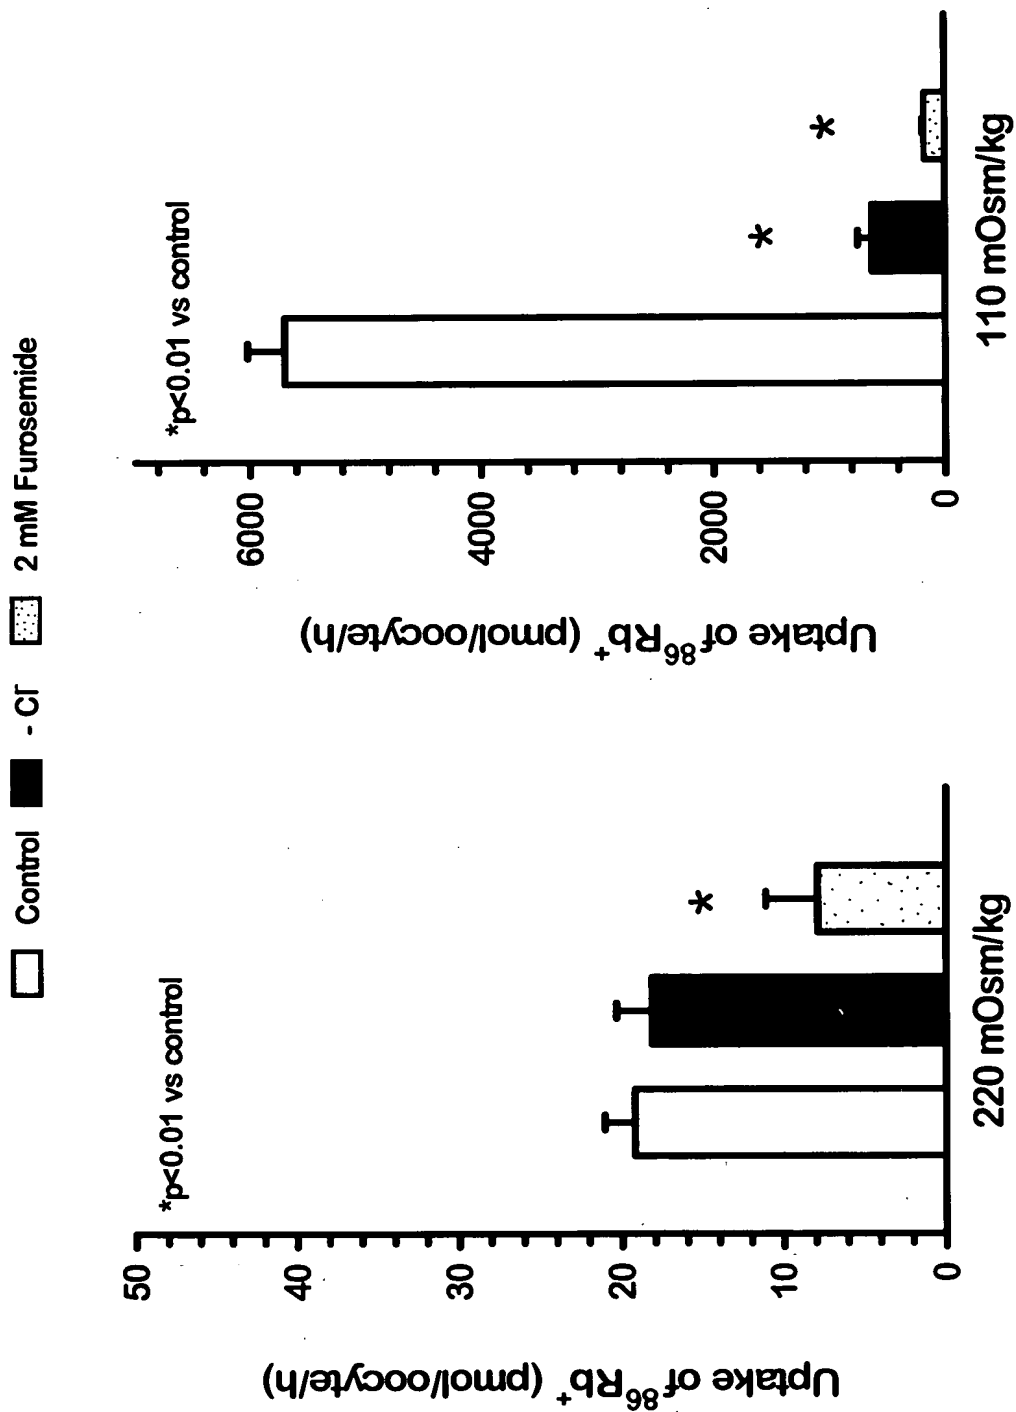 Control - Cl⁻ 2 mM Furosemide
Uptake of ⁸⁶Rb⁺ (pmol/oocyte/h)
*p<0.01 vs control
50
40
30
20
10
0
*
220 mOsm/kg
Uptake of ⁸⁶Rb⁺ (pmol/oocyte/h)
*p<0.01 vs control
6000
4000
2000
0
*
*
110 mOsm/kg